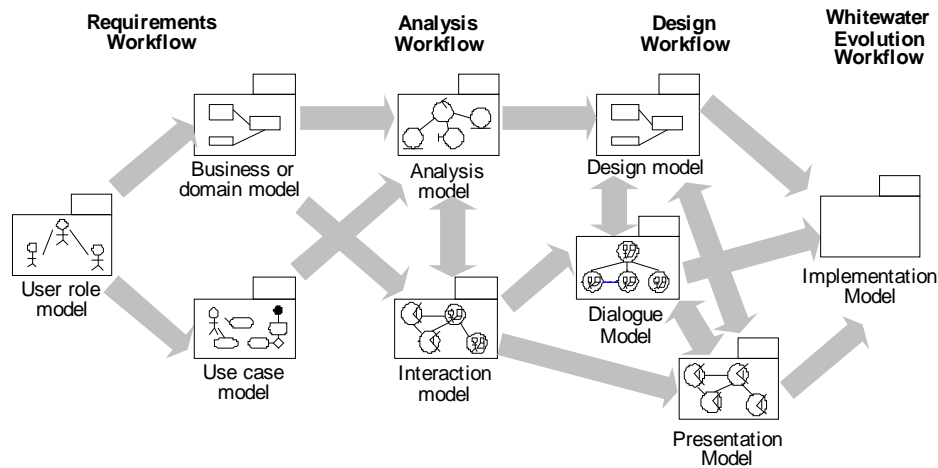 Requirements
Workflow
Analysis
Workflow
Design
Workflow
Whitewater
Evolution
Workflow
Business or
domain model
Analysis
model
Design model
User role
model
Implementation
Model
Dialogue
Model
Use case
model
Interaction
model
Presentation
Model